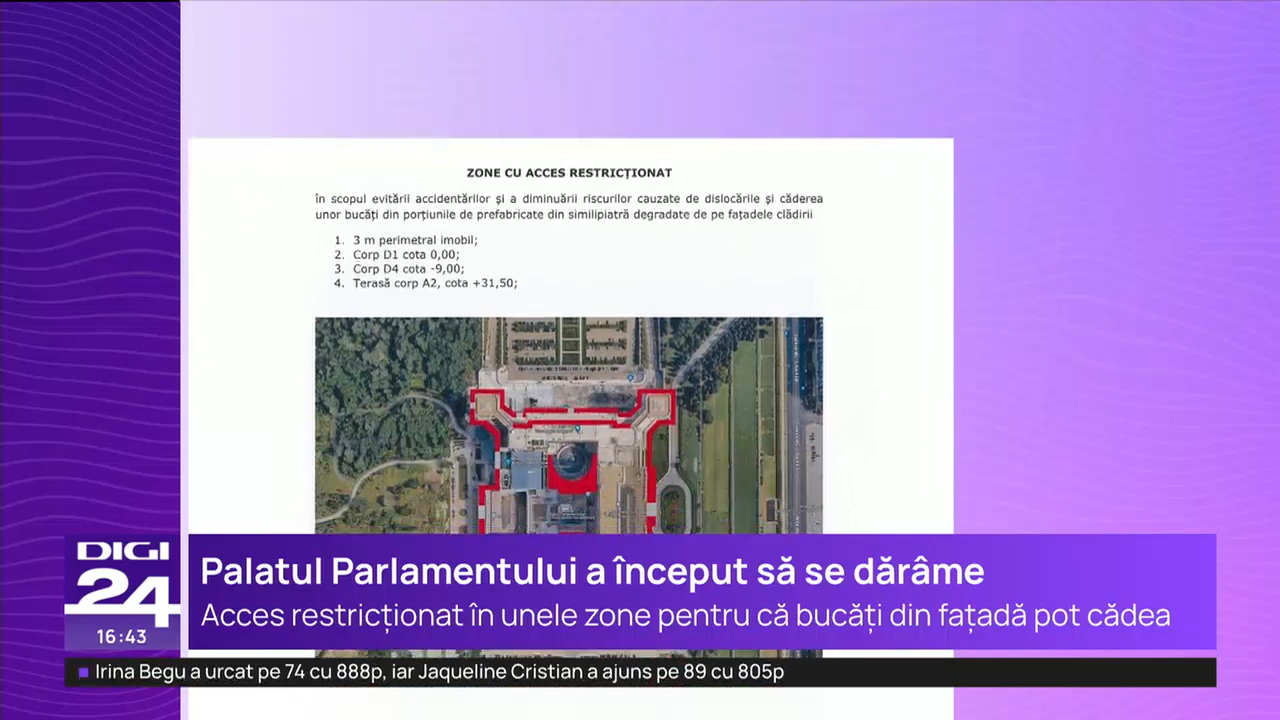 ZONE CU ACCES RESTRICȚIONAT
în scopul evitării accidentărilor și a diminuării riscurilor cauzate de dislocările și căderea
unor bucăți din porțiunile de prefabricate din similipiatră degradate de pe fațadele clădirii
1. 3 m perimetral imobil;
2. Corp D1 cota 0,00;
3. Corp D4 cota -9,00;
4. Terasă corp A2, cota +31,50;
DIGI
24
16:43
Palatul Parlamentului a început să se dărâme
Acces restricționat în unele zone pentru că bucăți din fațadă pot cădea
Irina Begu a urcat pe 74 cu 888p, iar Jaqueline Cristian a ajuns pe 89 cu 805p